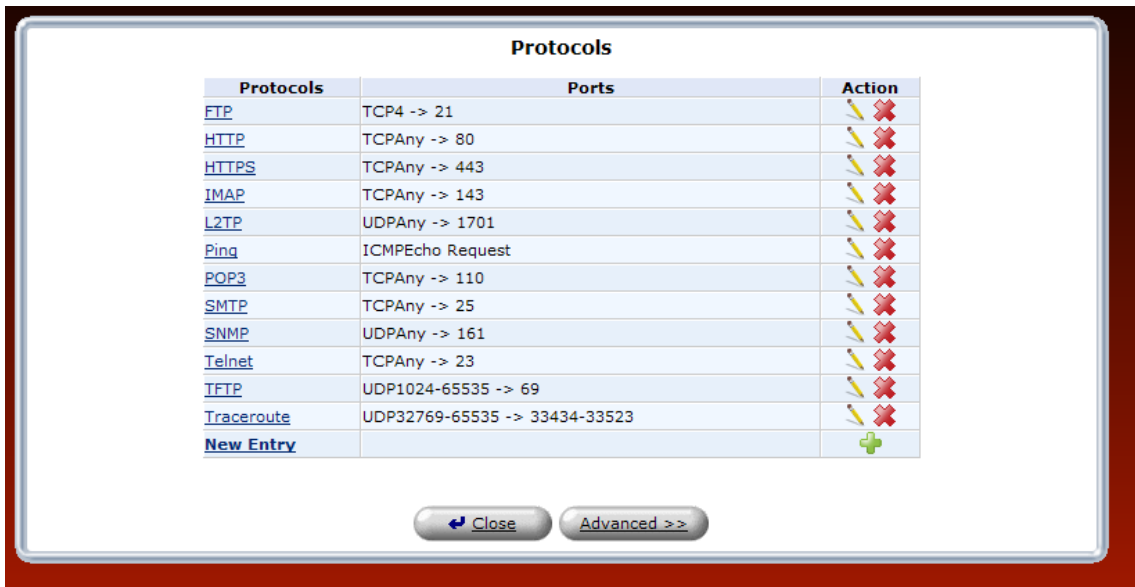 Protocols
Protocols Ports Action
FTP TCP4 -> 21
HTTP TCPAny -> 80
HTTPS TCPAny -> 443
IMAP TCPAny -> 143
L2TP UDPAny -> 1701
Ping ICMPEcho Request
POP3 TCPAny -> 110
SMTP TCPAny -> 25
SNMP UDPAny -> 161
Telnet TCPAny -> 23
TFTP UDP1024-65535 -> 69
Traceroute UDP32769-65535 -> 33434-33523
New Entry
Close Advanced >>